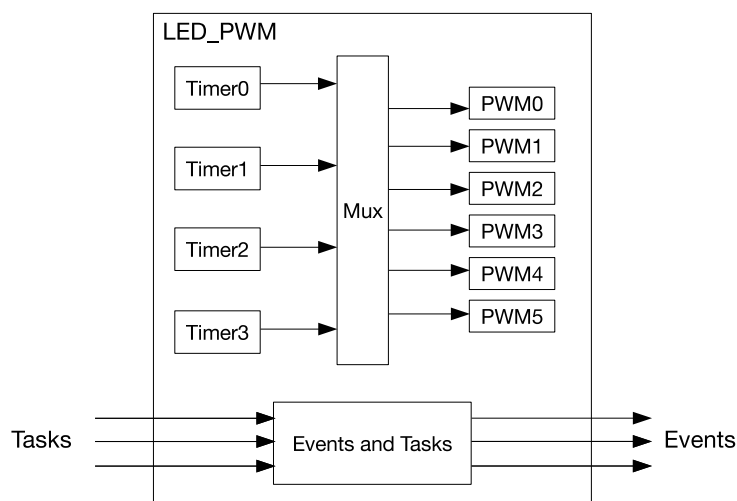 LED_PWM
Timer0
Timer1
Timer2
Timer3
Mux
PWM0
PWM1
PWM2
PWM3
PWM4
PWM5
Tasks
Events and Tasks
Events